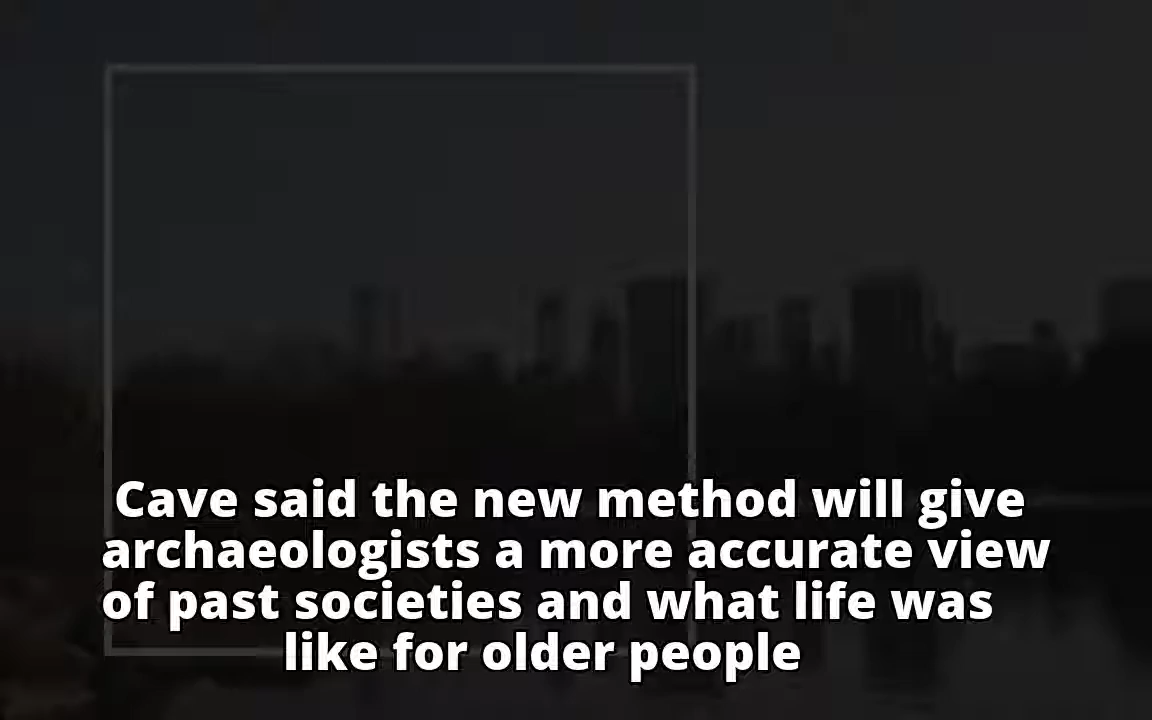 Cave said the new method will give
archaeologists a more accurate view
of past societies and what life was
like for older people